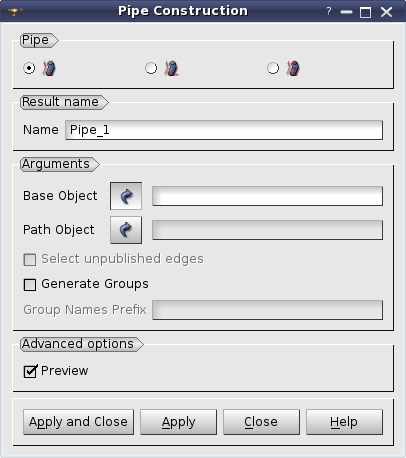 Pipe Construction
?
Pipe
Result name
Name Pipe_1
Arguments
Base Object
Path Object
Select unpublished edges
Generate Groups
Group Names Prefix
Advanced options
Preview
Apply and Close Apply Close Help